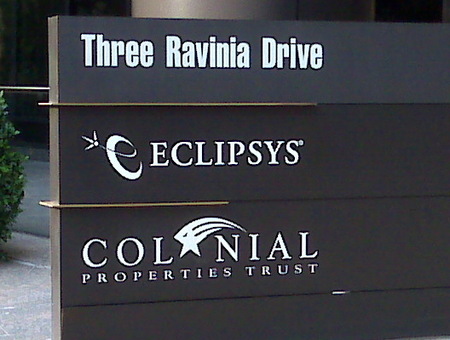 Three Ravinia Drive
ECLIPSYS®
COLONIAL
PROPERTIES TRUST